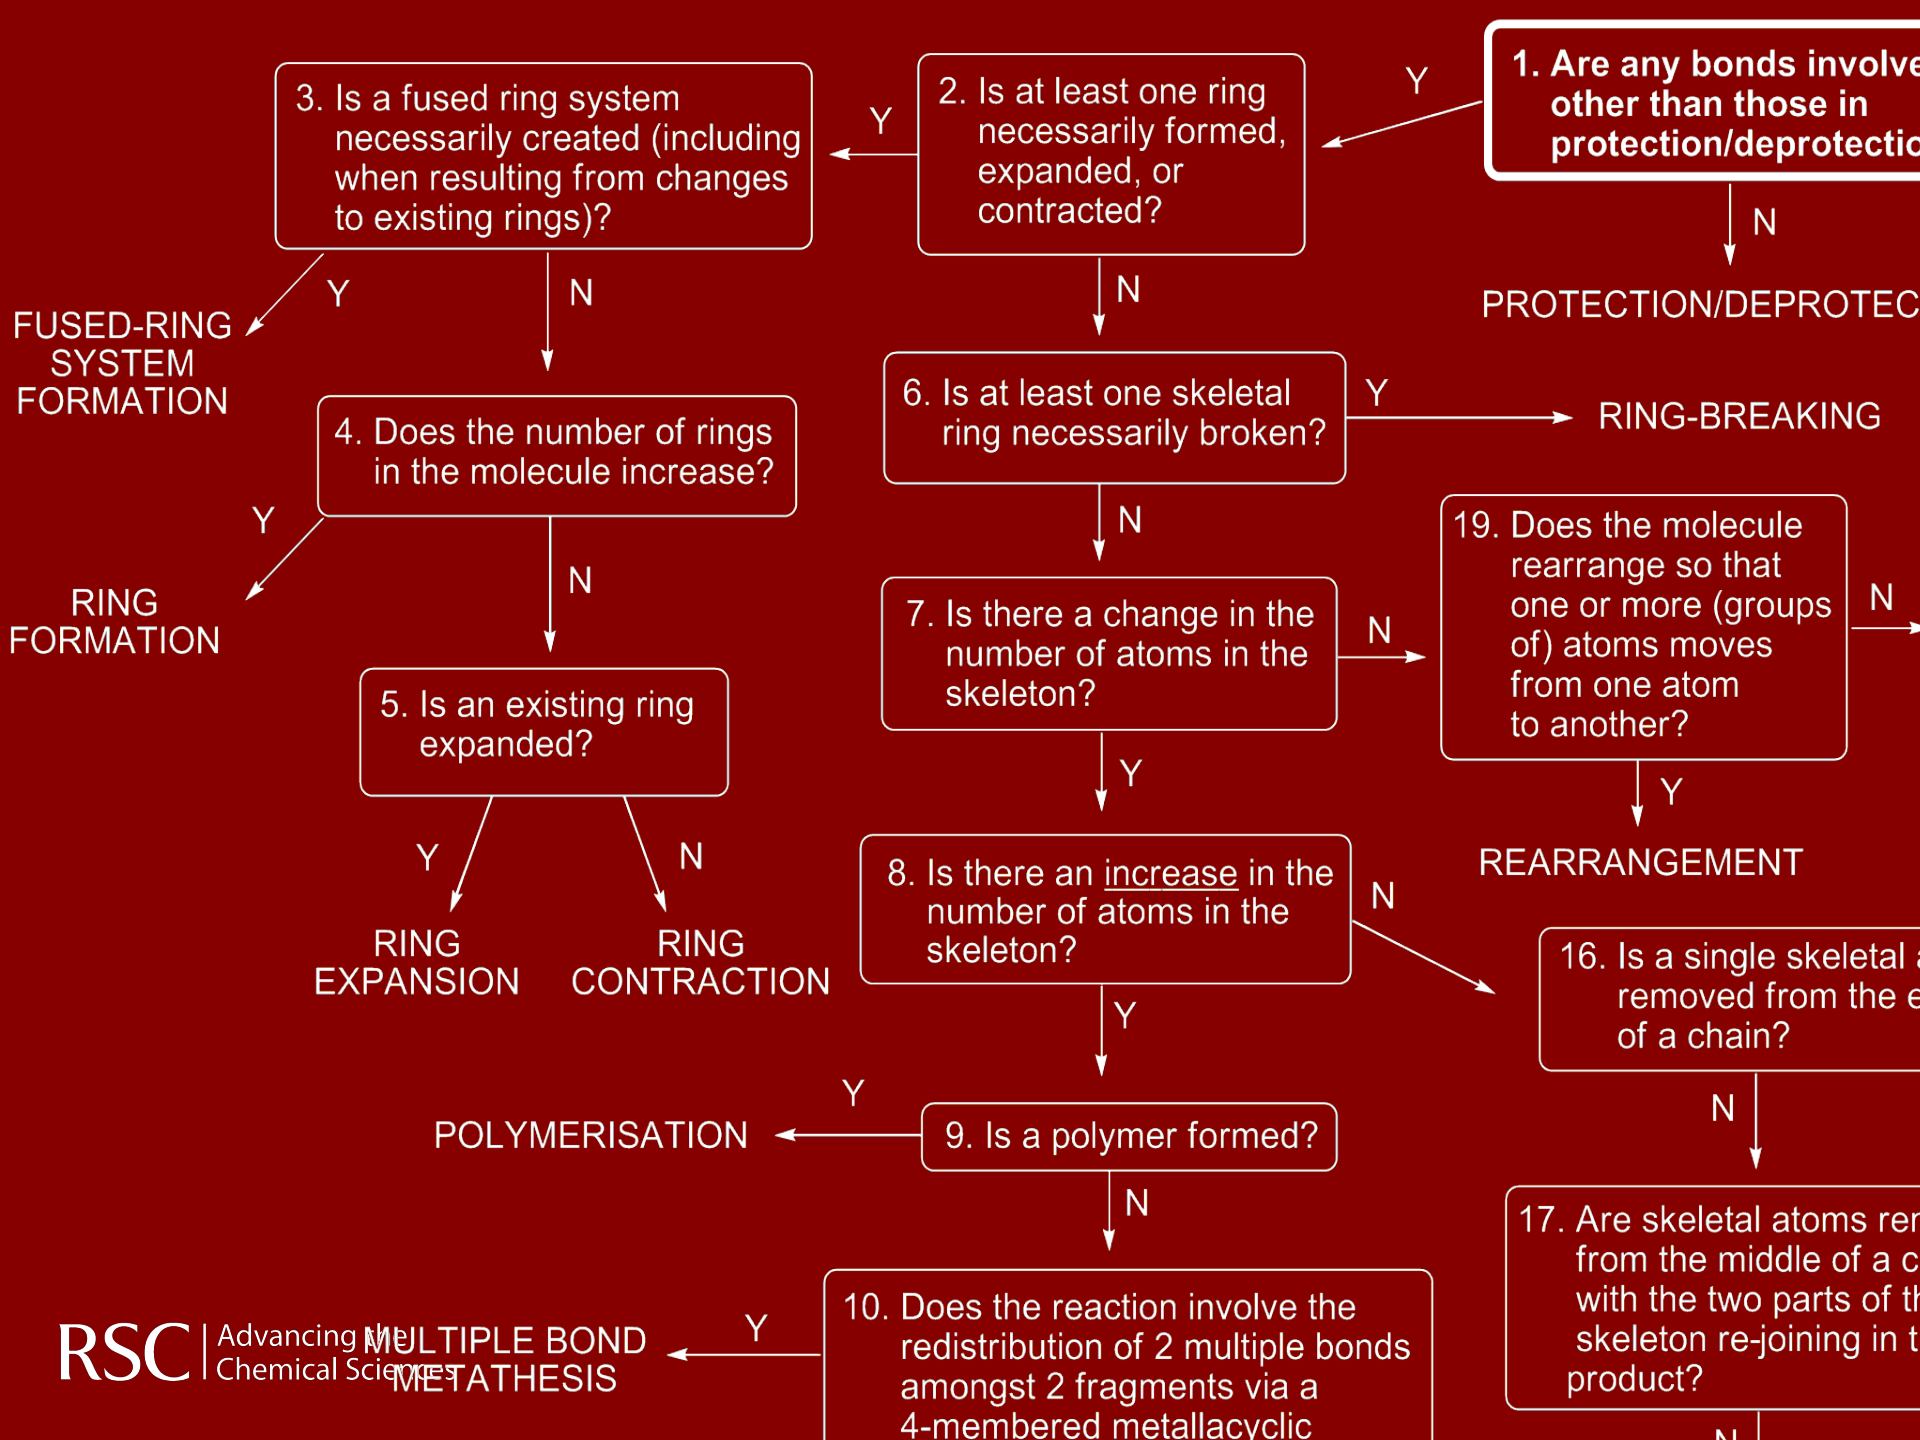 1. Are any bonds
other than those in
Y
N
2. Is at least one ring
necessarily formed,
expanded, or
contracted?
Y
N
3. Is a fused ring system
necessarily created (including
when resulting from changes
to existing rings)?
Y
N
FUSED-RING
SYSTEM
FORMATION
4. Does the number of rings
in the molecule increase?
Y
N
RING
FORMATION
5. Is an existing ring
expanded?
Y
N
RING
EXPANSION
RING
CONTRACTION
6. Is at least one skeletal
ring necessarily broken?
Y
RING-BREAKING
N
7. Is there a change in the
number of atoms in the
skeleton?
N
Y
19. Does the molecule
rearrange so that
one or more (groups
of) atoms moves
from one atom
to another?
N
Y
REARRANGEMENT
8. Is there an increase in the
number of atoms in the
skeleton?
N
Y
16. Is a single skeletal
removed from the
of a chain?
N
9. Is a polymer formed?
Y
POLYMERISATION
N
17. Are skeletal atoms
from the middle of a
with the two parts of
skeleton re-joining in
product?
N
10. Does the reaction involve the
redistribution of 2 multiple bonds
amongst 2 fragments via a
4-membered metallacyclic
Y
MULTIPLE BOND
METATHESIS
RSC
Advancing the
Chemical Sciences